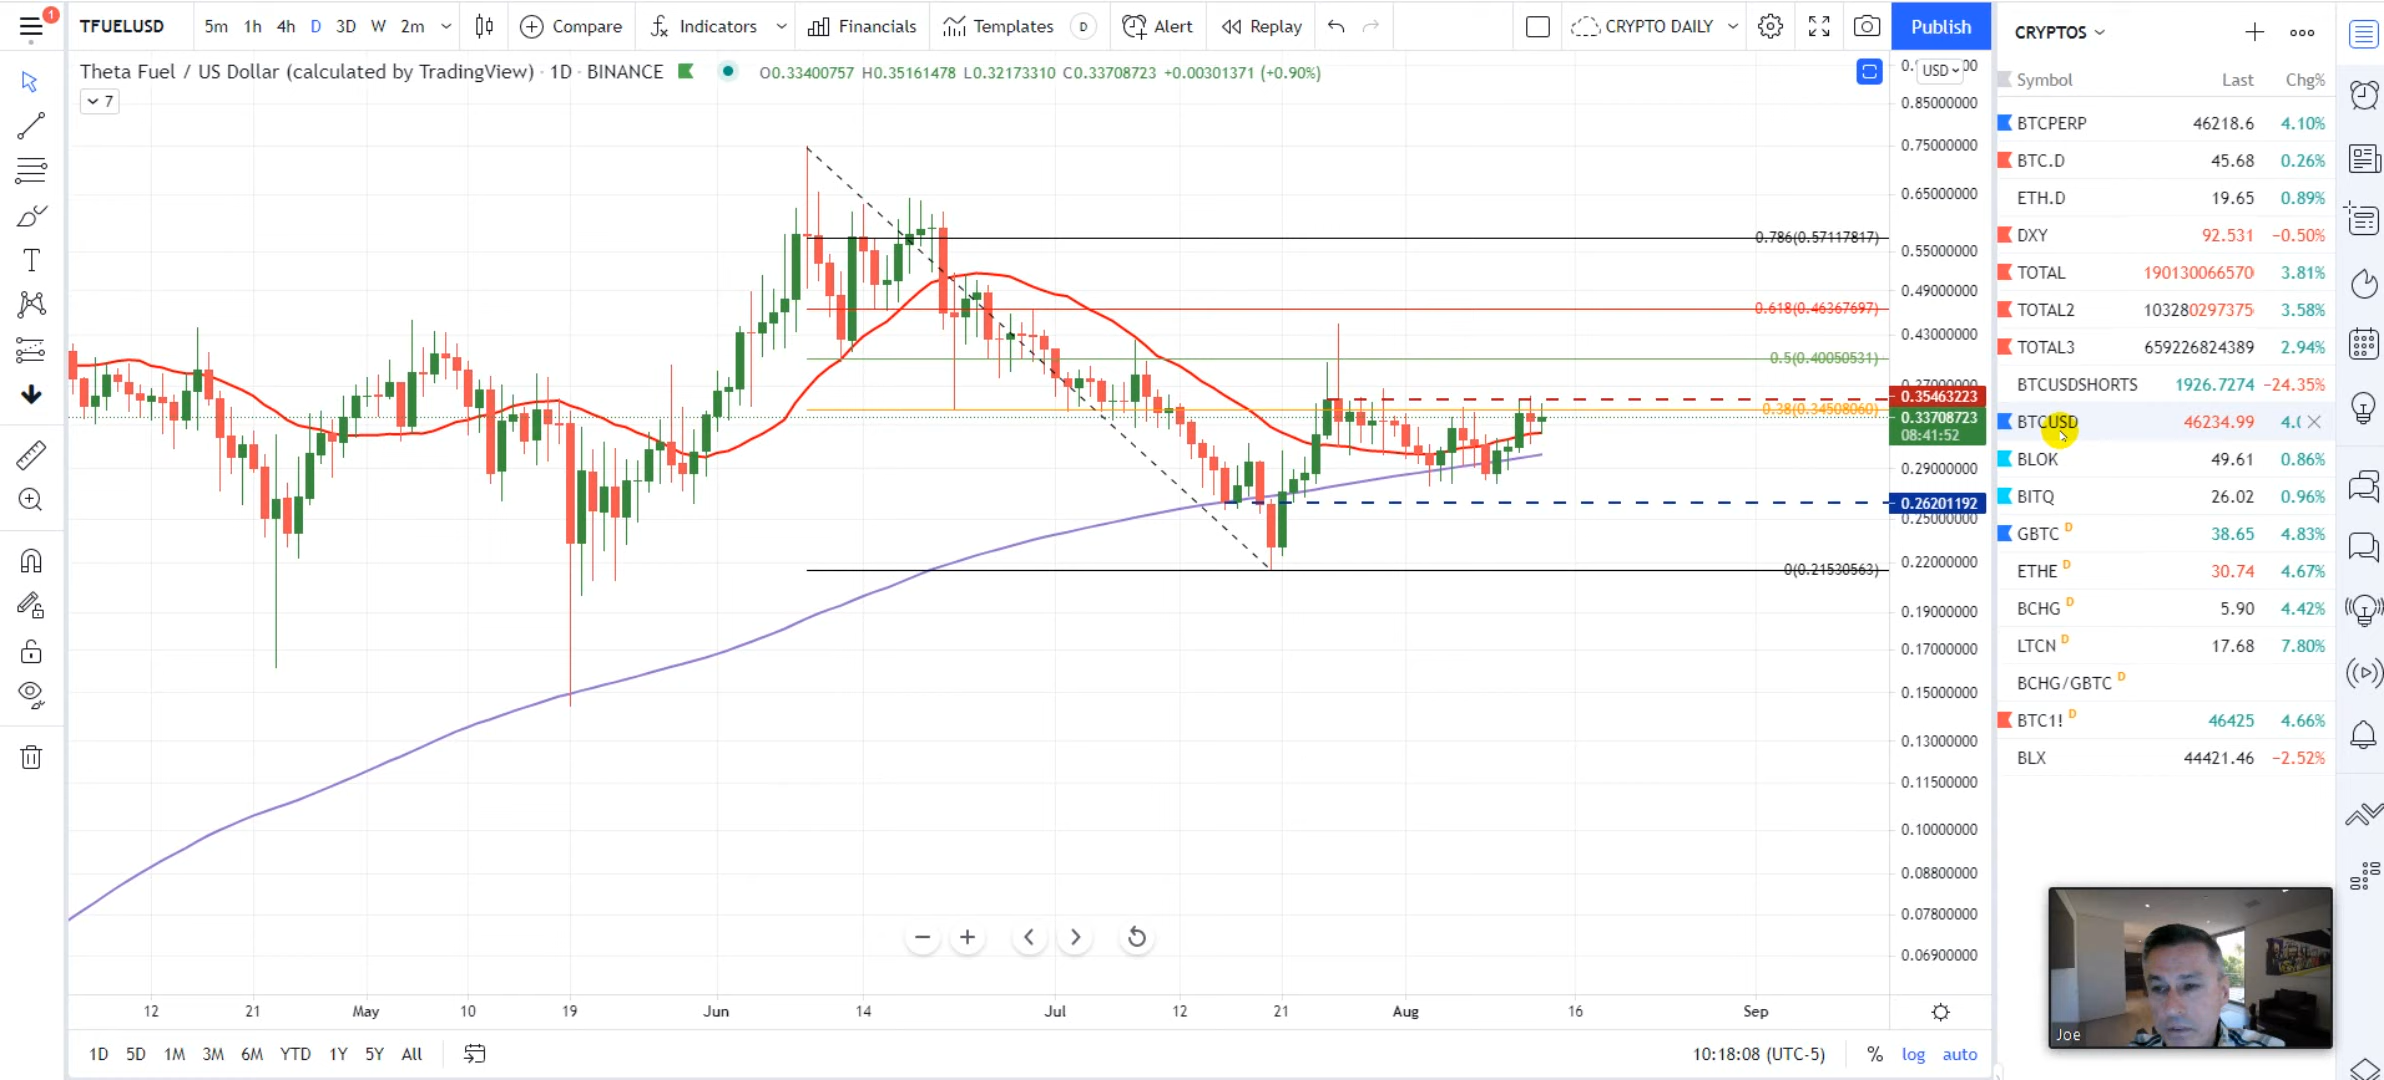 1
TFUELUSD 5m 1h 4h D 3D W 2m Compare Indicators Financials Templates D Alert Replay CRYPTO DAILY Publish
Theta Fuel / US Dollar (calculated by TradingView) · 1D · BINANCE O0.33400757 H0.35161478 L0.32173310 C0.33708723 +0.00301371 (+0.90%)
7
USD
0.85000000
0.75000000
0.65000000
0.786(0.57117817)
0.55000000
0.49000000
0.618(0.46367697)
0.43000000
0.5(0.40050531)
0.37000000
0.35463223
0.38(0.34508060)
0.33708723
08:41:52
0.29000000
0.26201192
0.25000000
0.22000000
0(0.21530563)
0.19000000
0.17000000
0.15000000
0.13000000
0.11500000
0.10000000
0.08800000
0.07800000
0.06900000
12 21 May 10 19 Jun 14 Jul 12 21 Aug 16 Sep
1D 5D 1M 3M 6M YTD 1Y 5Y All 10:18:08 (UTC-5) % log auto
CRYPTOS
Symbol Last Chg%
BTCPERP 46218.6 4.10%
BTC.D 45.68 0.26%
ETH.D 19.65 0.89%
DXY 92.531 −0.50%
TOTAL 190130066570 3.81%
TOTAL2 103280297375 3.58%
TOTAL3 659226824389 2.94%
BTCUSDSHORTS 1926.7274 −24.35%
BTCUSD 46234.99
BLOK 49.61 0.86%
BITQ 26.02 0.96%
GBTC D 38.65 4.83%
ETHE D 30.74 4.67%
BCHG D 5.90 4.42%
LTCN D 17.68 7.80%
BCHG/GBTC D
BTC1! D 46425 4.66%
BLX 44421.46 −2.52%
Joe